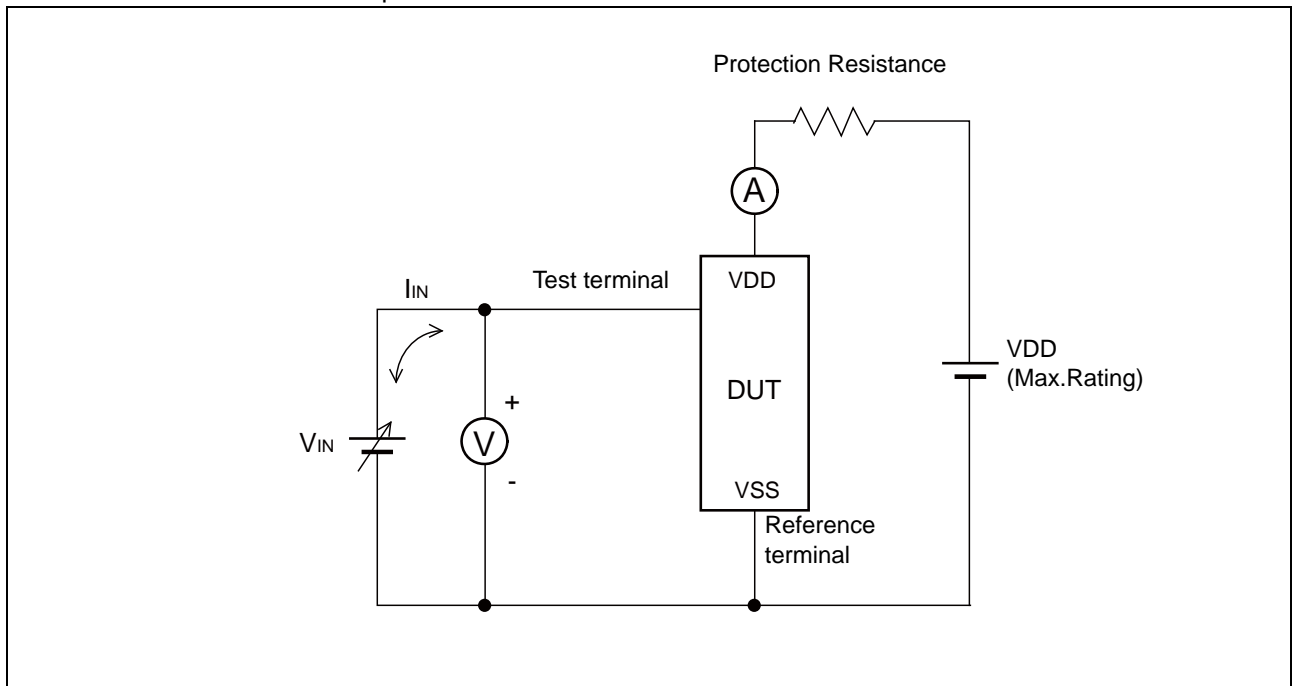 Protection Resistance
A
Test terminal
VDD
IIN
VDD
(Max.Rating)
DUT
+
VIN
V
-
VSS
Reference
terminal